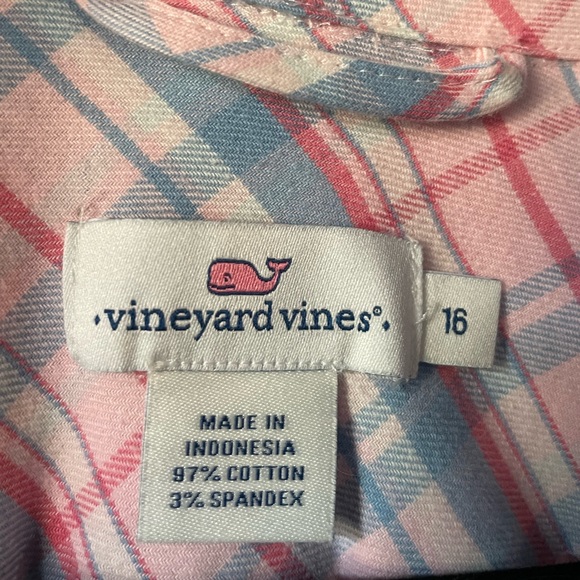 ·vineyard vines®·
16
MADE IN
INDONESIA
97% COTTON
3% SPANDEX